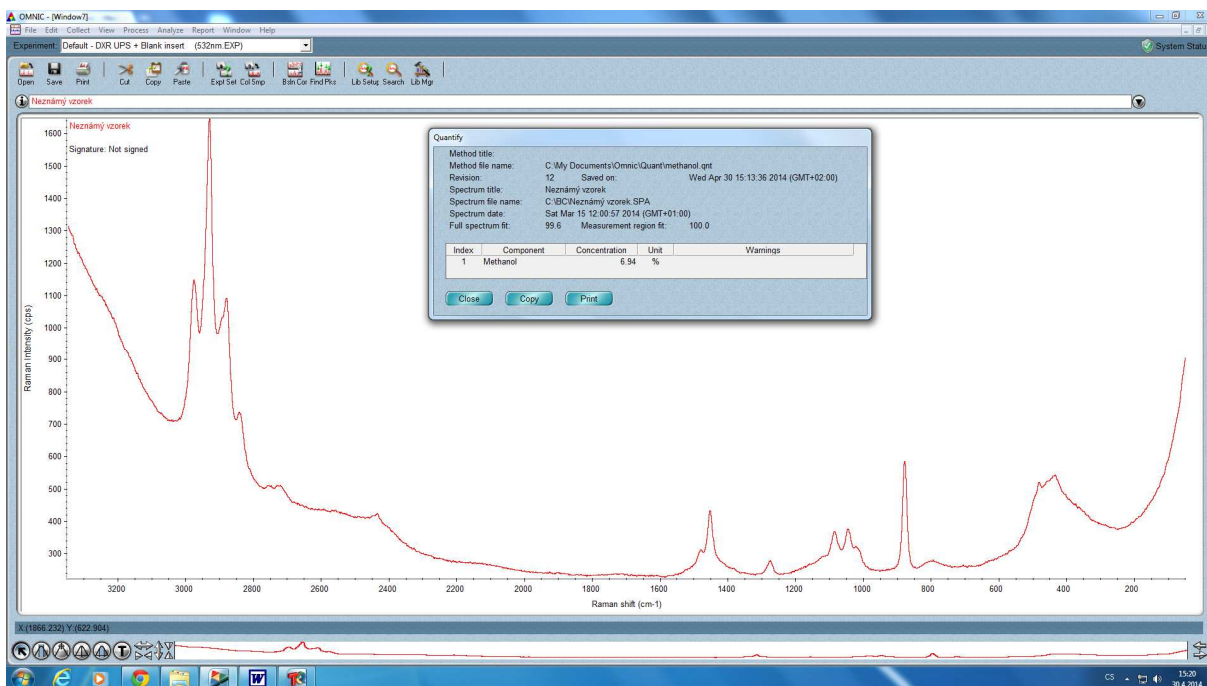 OMNIC - [Window7]
File Edit Collect View Process Analyze Report Window Help
Experiment: Default - DXR UPS + Blank insert (532nm.EXP)
System Statu
Open Save Print Cut Copy Paste Expt Set Col Smp Bsln Cor Find Pks Lib Setup Search Lib Mgr
Neznámý vzorek
Neznámý vzorek
Signature: Not signed
Quantify
Method title:
Method file name: C:\My Documents\Omnic\Quant\methanol.qnt
Revision: 12 Saved on: Wed Apr 30 15:13:36 2014 (GMT+02:00)
Spectrum title: Neznámý vzorek
Spectrum file name: C:\BC\Neznámý vzorek.SPA
Spectrum date: Sat Mar 15 12:00:57 2014 (GMT+01:00)
Full spectrum fit: 99.6 Measurement region fit: 100.0
Index Component Concentration Unit Warnings
1 Methanol 6.94 %
Close Copy Print
1600
1500
1400
1300
1200
1100
1000
900
800
700
600
500
400
300
Raman intensity (cps)
3200 3000 2800 2600 2400 2200 2000 1800 1600 1400 1200 1000 800 600 400 200
Raman shift (cm-1)
X:(1866.232) Y:(622.904)
T
W
CS 15:20
30.4.2014